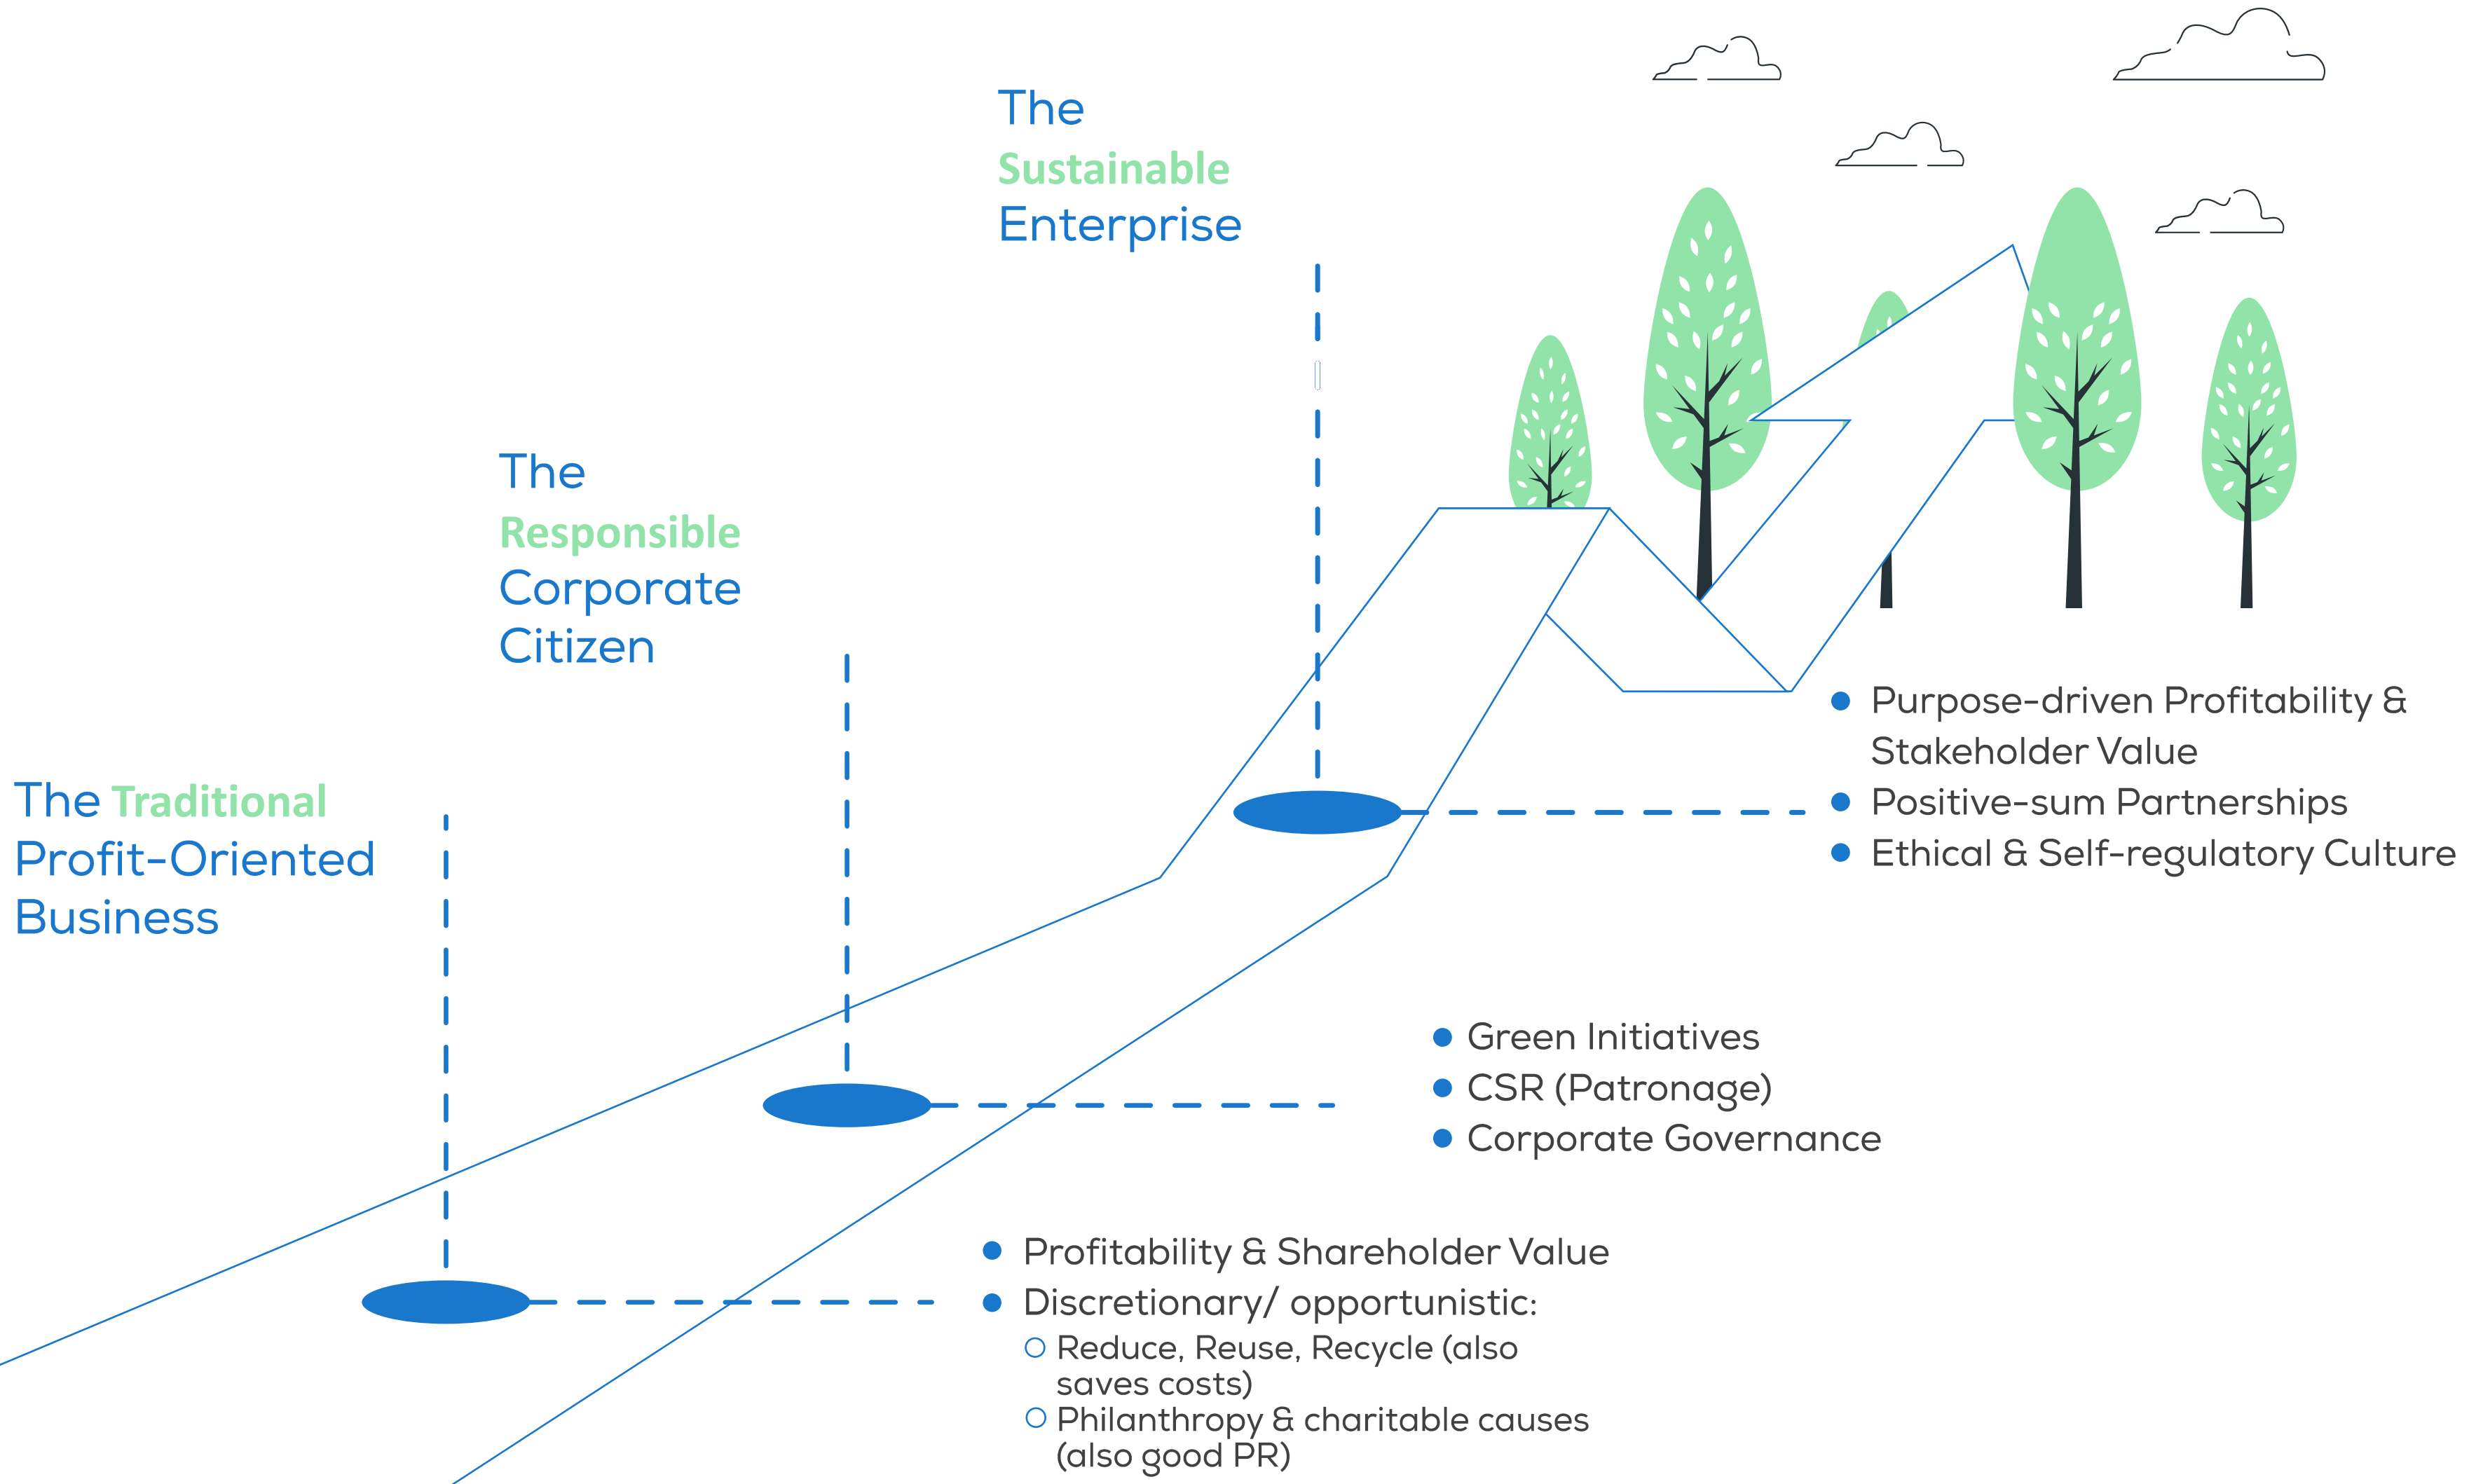 The
Sustainable
Enterprise
The
Responsible
Corporate
Citizen
The Traditional
Profit-Oriented
Business
Purpose-driven Profitability &
Stakeholder Value
Positive-sum Partnerships
Ethical & Self-regulatory Culture
Green Initiatives
CSR (Patronage)
Corporate Governance
Profitability & Shareholder Value
Discretionary/ opportunistic:
Reduce, Reuse, Recycle (also
saves costs)
Philanthropy & charitable causes
(also good PR)